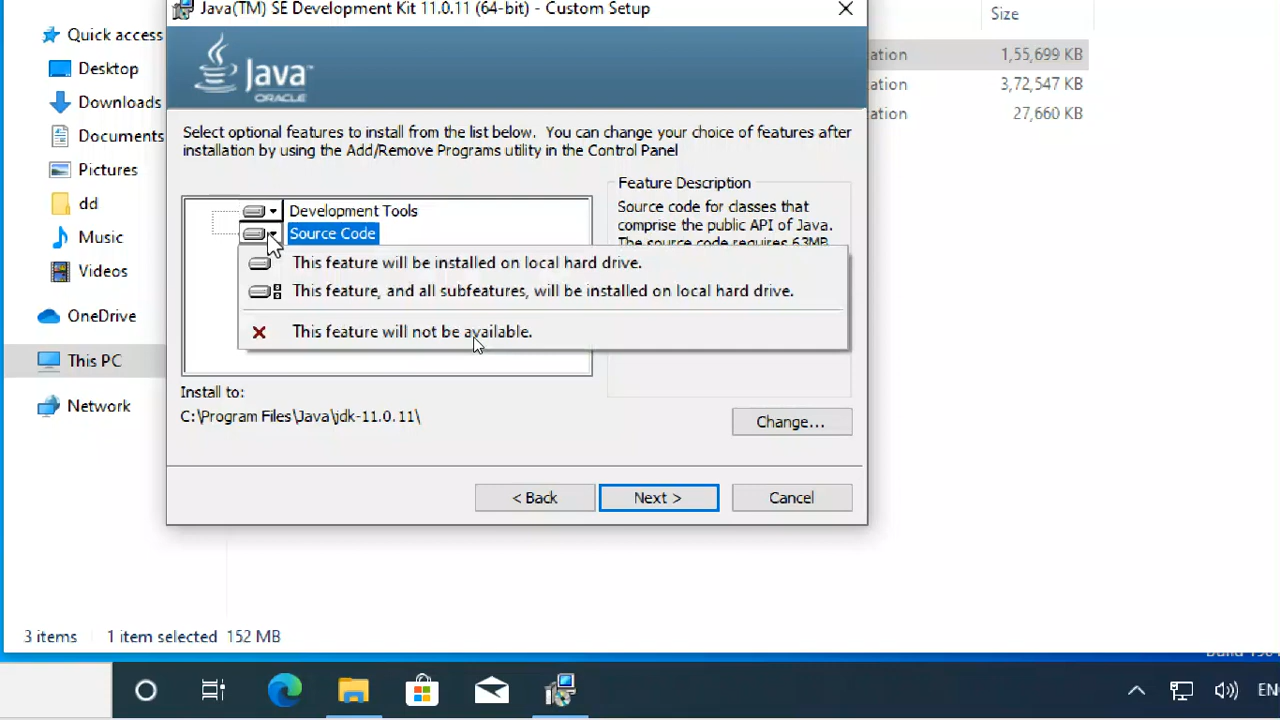 Java(TM) SE Development Kit 11.0.11 (64-bit) - Custom Setup
Size
Quick access
Desktop
Downloads
Documents
Pictures
dd
Music
Videos
OneDrive
This PC
Network
ation 1,55,699 KB
ation 3,72,547 KB
ation 27,660 KB
Java™
ORACLE
Select optional features to install from the list below. You can change your choice of features after
installation by using the Add/Remove Programs utility in the Control Panel
Development Tools
Source Code
Feature Description
Source code for classes that
comprise the public API of Java.
The source code requires 63MB
This feature will be installed on local hard drive.
This feature, and all subfeatures, will be installed on local hard drive.
This feature will not be available.
Install to:
C:\Program Files\Java\jdk-11.0.11\
Change...
< Back
Next >
Cancel
3 items 1 item selected 152 MB
EN